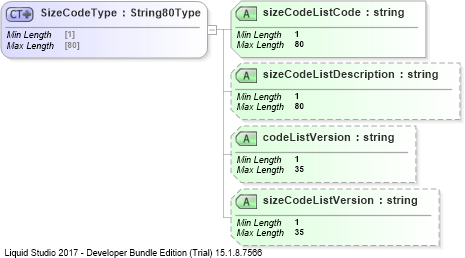 CT SizeCodeType : String80Type
Min Length [1]
Max Length [80]
A sizeCodeListCode : string
Min Length 1
Max Length 80
A sizeCodeListDescription : string
Min Length 1
Max Length 80
A codeListVersion : string
Min Length 1
Max Length 35
A sizeCodeListVersion : string
Min Length 1
Max Length 35
Liquid Studio 2017 - Developer Bundle Edition (Trial) 15.1.8.7566